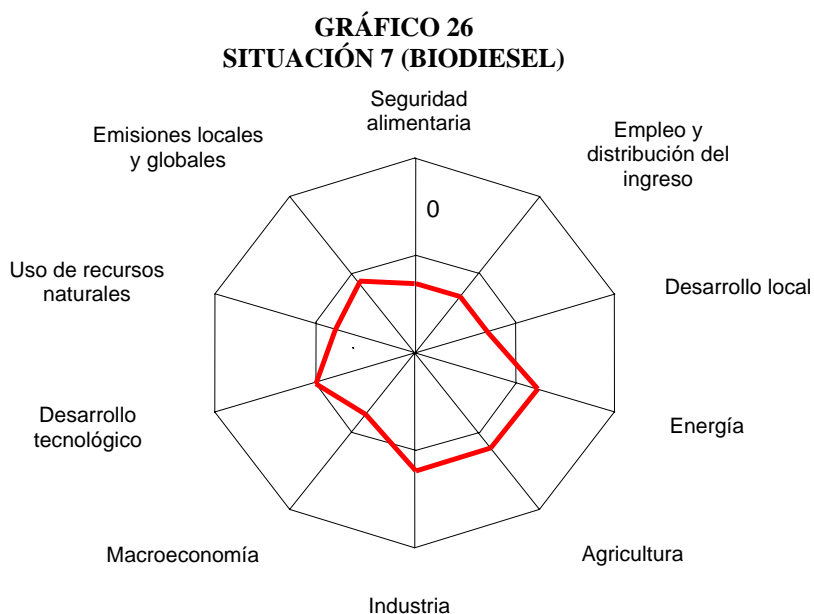 GRÁFICO 26
SITUACIÓN 7 (BIODIESEL)
Seguridad
alimentaria
Empleo y
distribución del
ingreso
Emisiones locales
y globales
0
Uso de recursos
naturales
Desarrollo local
Desarrollo
tecnológico
Energía
Macroeconomía
Agricultura
Industria